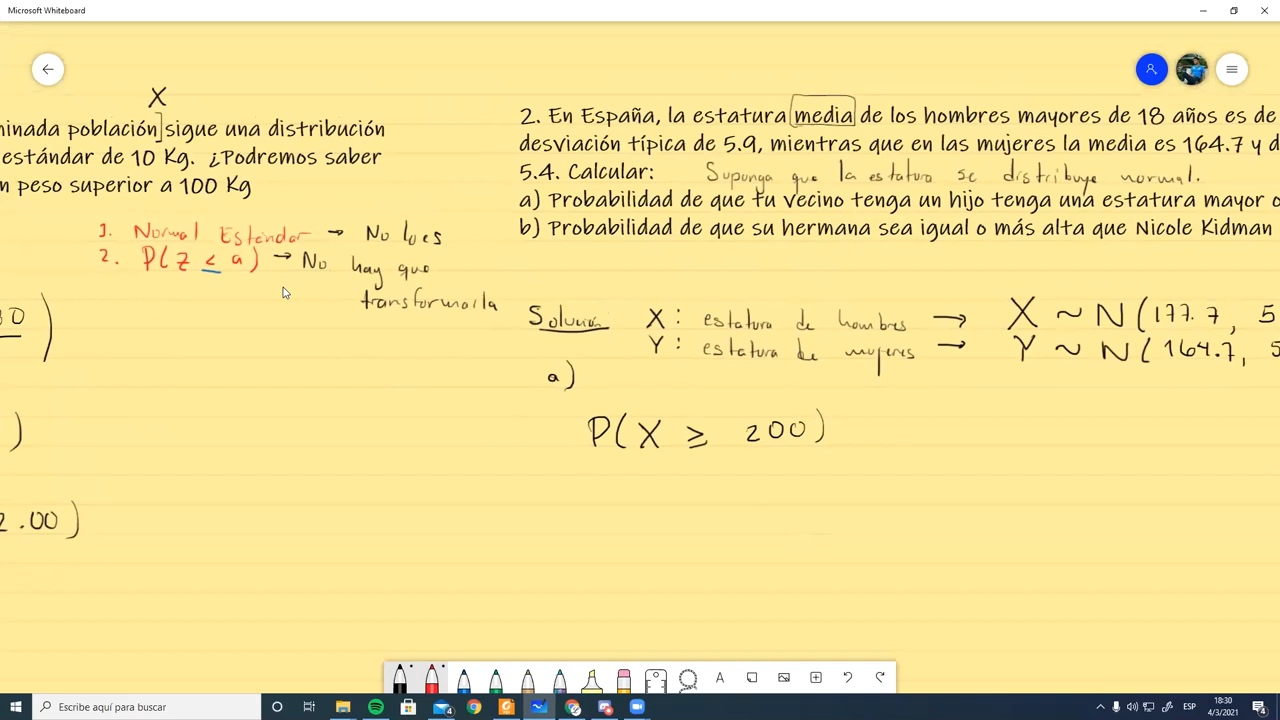 Microsoft Whiteboard
X
minada población] sigue una distribución
estándar de 10 Kg. ¿Podremos saber
n peso superior a 100 Kg
1. Normal Estándar → No lo es
2. P( Z ≤ a ) → No hay que
transformarla
)
)
2.00)
2. En España, la estatura media de los hombres mayores de 18 años es de
desviación típica de 5.9, mientras que en las mujeres la media es 164.7 y d
5.4. Calcular: Suponga que la estatura se distribuye normal.
a) Probabilidad de que tu vecino tenga un hijo tenga una estatura mayor o
b) Probabilidad de que su hermana sea igual o más alta que Nicole Kidman
Solución X : estatura de hombres → X ~ N( 177.7 , 5
Y : estatura de mujeres → Y ~ N( 164.7, 5
a)
P( X ≥ 200)
A
Escribe aquí para buscar
ESP
18:30
4/3/2021